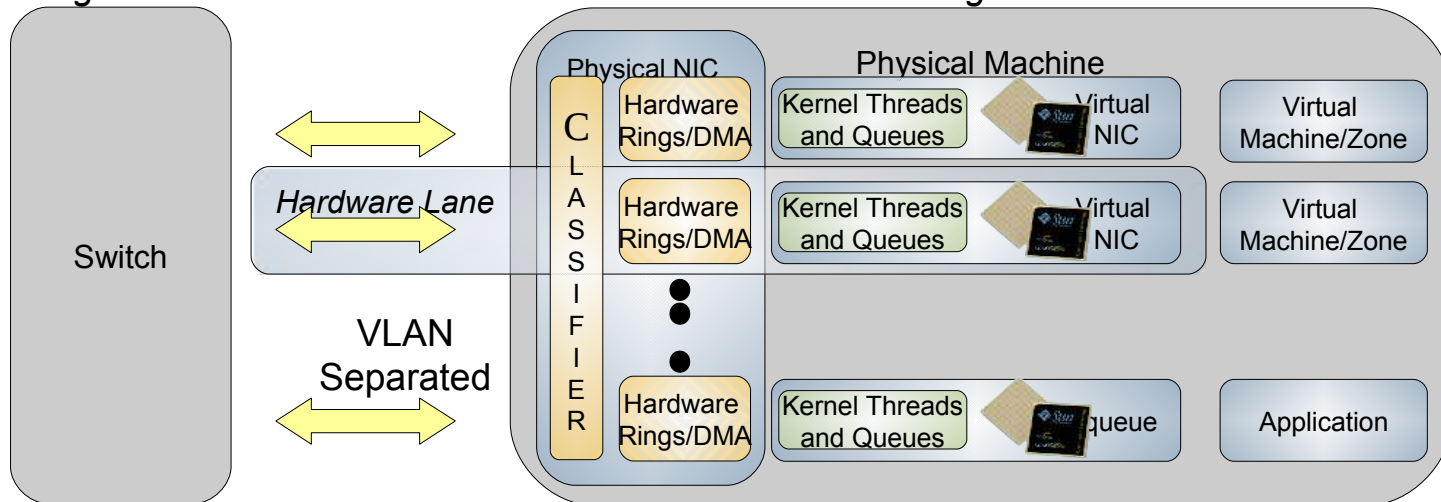 Physical NIC
Physical Machine
Hardware
Rings/DMA
Kernel Threads
and Queues
Virtual
NIC
Virtual
Machine/Zone
C
L
A
S
S
I
F
I
E
R
Hardware Lane
Hardware
Rings/DMA
Kernel Threads
and Queues
Virtual
NIC
Virtual
Machine/Zone
Switch
VLAN
Separated
Hardware
Rings/DMA
Kernel Threads
and Queues
queue
Application